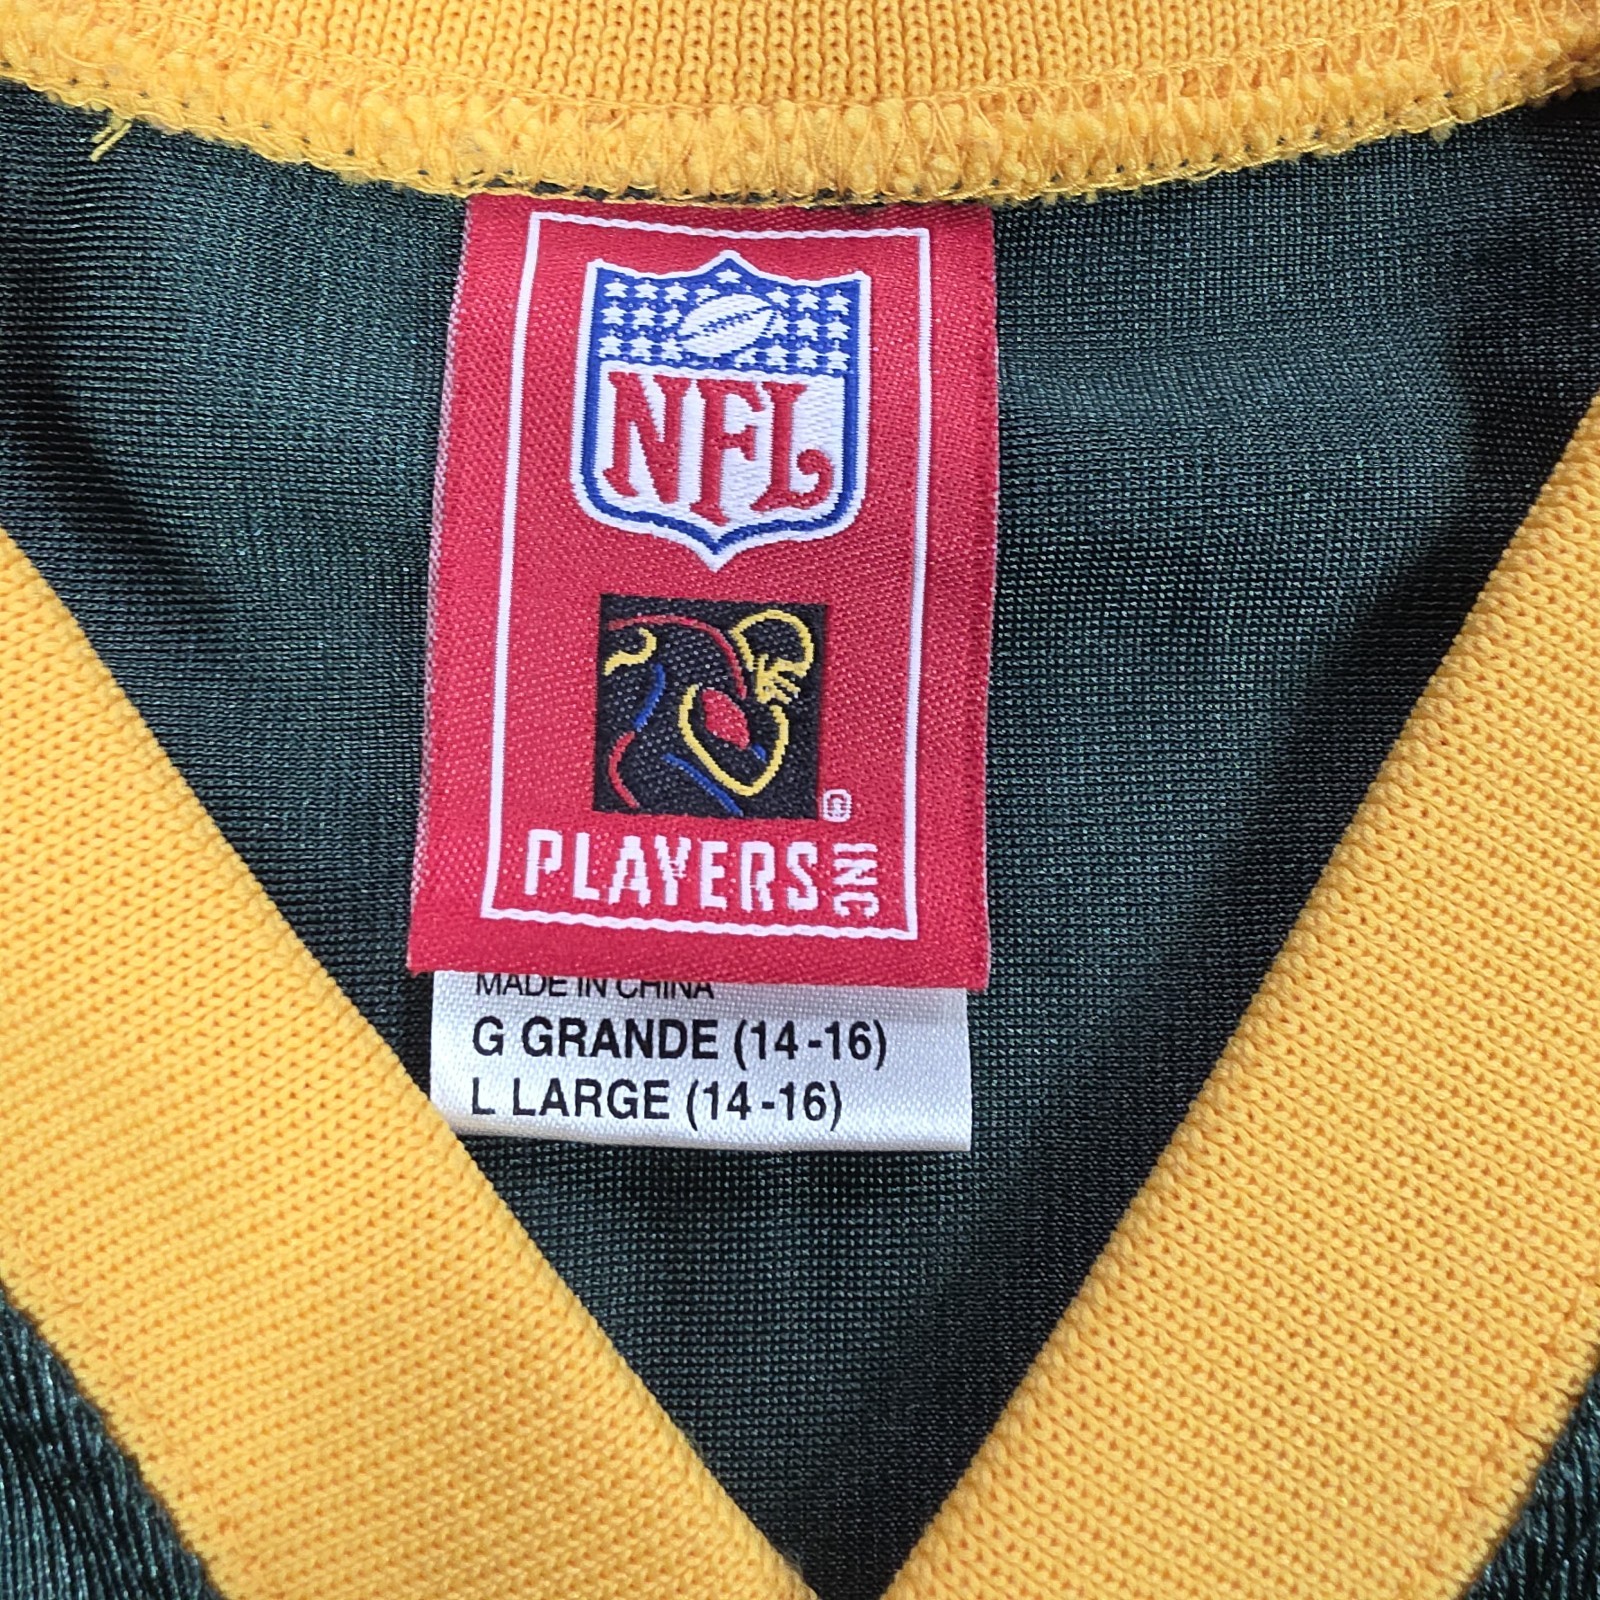 NFL
PLAYERS INC
MADE IN CHINA
G GRANDE (14-16)
L LARGE (14-16)